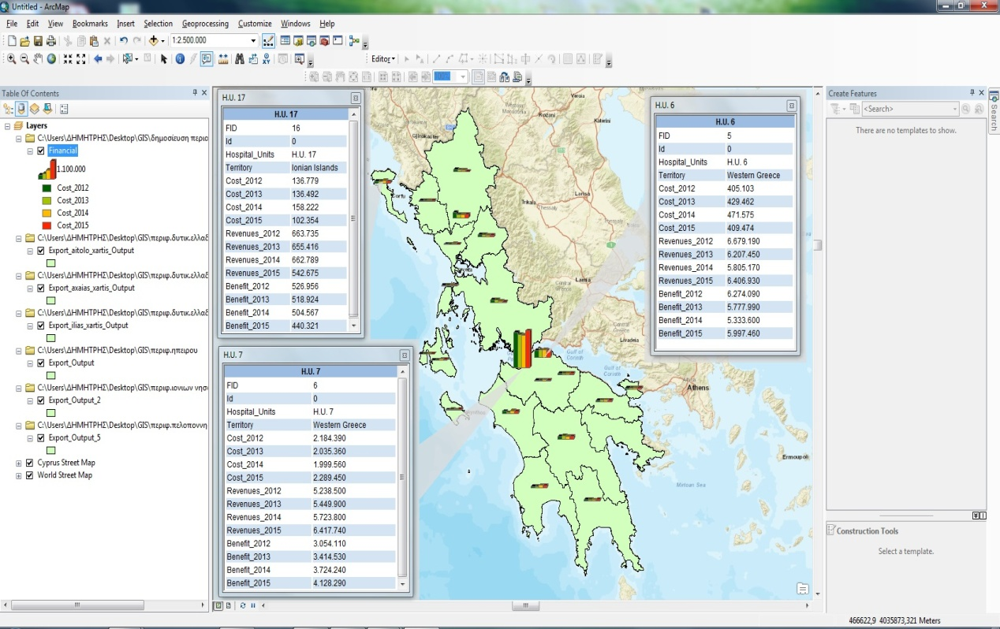 Untitled - ArcMap
File Edit View Bookmarks Insert Selection Geoprocessing Customize Windows Help
1:2.500.000
Editor
Table Of Contents
Layers
C:\Users\ΔΗΜΗΤΡΗΣ\Desktop\GIS\δημοσίευση περιο
Financial
1.100.000
Cost_2012
Cost_2013
Cost_2014
Cost_2015
C:\Users\ΔΗΜΗΤΡΗΣ\Desktop\GIS\περιφ.δυτικ.ελλαδ
Export_aitolo_xartis_Output
C:\Users\ΔΗΜΗΤΡΗΣ\Desktop\GIS\περιφ.δυτικ.ελλαδ
Export_axaias_xartis_Output
C:\Users\ΔΗΜΗΤΡΗΣ\Desktop\GIS\περιφ.δυτικ.ελλαδ
Export_ilias_xartis_Output
C:\Users\ΔΗΜΗΤΡΗΣ\Desktop\GIS\περιφ.ηπειρου
Export_Output
C:\Users\ΔΗΜΗΤΡΗΣ\Desktop\GIS\περιφ.ιονιων νησ
Export_Output_2
C:\Users\ΔΗΜΗΤΡΗΣ\Desktop\GIS\περιφ.πελοποννη
Export_Output_5
Cyprus Street Map
World Street Map
H.U. 17
H.U. 17
FID 16
Id 0
Hospital_Units H.U. 17
Territory Ionian Islands
Cost_2012 136.779
Cost_2013 136.492
Cost_2014 158.222
Cost_2015 102.354
Revenues_2012 663.735
Revenues_2013 655.416
Revenues_2014 662.789
Revenues_2015 542.675
Benefit_2012 526.956
Benefit_2013 518.924
Benefit_2014 504.567
Benefit_2015 440.321
H.U. 7
H.U. 7
FID 6
Id 0
Hospital_Units H.U. 7
Territory Western Greece
Cost_2012 2.184.390
Cost_2013 2.035.360
Cost_2014 1.999.560
Cost_2015 2.289.450
Revenues_2012 5.238.500
Revenues_2013 5.449.900
Revenues_2014 5.723.800
Revenues_2015 6.417.740
Benefit_2012 3.054.110
Benefit_2013 3.414.530
Benefit_2014 3.724.240
Benefit_2015 4.128.290
H.U. 6
H.U. 6
FID 5
Id 0
Hospital_Units H.U. 6
Territory Western Greece
Cost_2012 405.103
Cost_2013 429.462
Cost_2014 471.575
Cost_2015 409.474
Revenues_2012 6.679.190
Revenues_2013 6.207.450
Revenues_2014 5.805.170
Revenues_2015 6.406.930
Benefit_2012 6.274.090
Benefit_2013 5.777.990
Benefit_2014 5.333.600
Benefit_2015 5.997.460
Veroia
Western
Macedonia
Kozani
Katerini
Gjirokaster
Corfu
Larisa
Trikala
Thessaly
Lamia
Central
Greece
Central
Greece
Livadeia
Gulf of
Corinth
Gulf of
Corinth
Athens
Ermoupoli
Mirtoan Sea
Create Features
<Search>
There are no templates to show.
Search
Construction Tools
Select a template.
466622,9 4035873,321 Meters